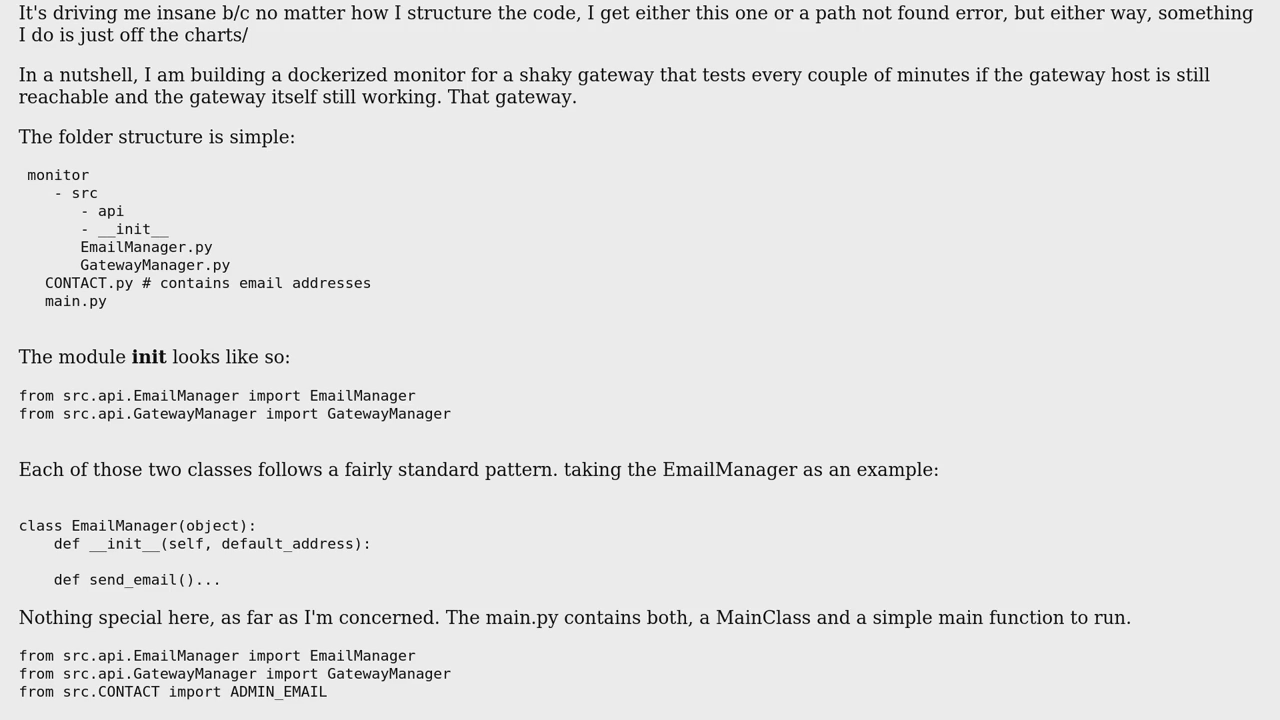 It's driving me insane b/c no matter how I structure the code, I get either this one or a path not found error, but either way, something
I do is just off the charts/
In a nutshell, I am building a dockerized monitor for a shaky gateway that tests every couple of minutes if the gateway host is still
reachable and the gateway itself still working. That gateway.
The folder structure is simple:
monitor
- src
- api
- __init__
EmailManager.py
GatewayManager.py
CONTACT.py # contains email addresses
main.py
The module init looks like so:
from src.api.EmailManager import EmailManager
from src.api.GatewayManager import GatewayManager
Each of those two classes follows a fairly standard pattern. taking the EmailManager as an example:
class EmailManager(object):
def __init__(self, default_address):
def send_email()...
Nothing special here, as far as I'm concerned. The main.py contains both, a MainClass and a simple main function to run.
from src.api.EmailManager import EmailManager
from src.api.GatewayManager import GatewayManager
from src.CONTACT import ADMIN_EMAIL